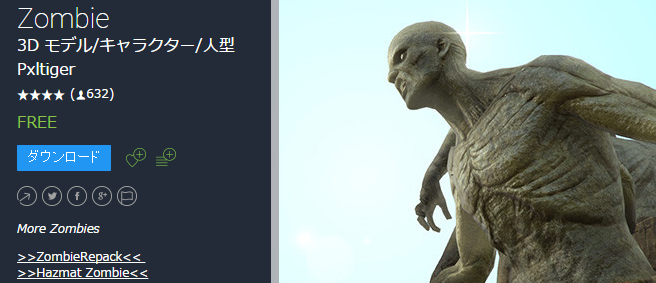 Zombie
3D モデル/キャラクター/人型
Pxltiger
★★★★ (632)
FREE
ダウンロード
More Zombies
>>ZombieRepack<<
>>Hazmat Zombie<<